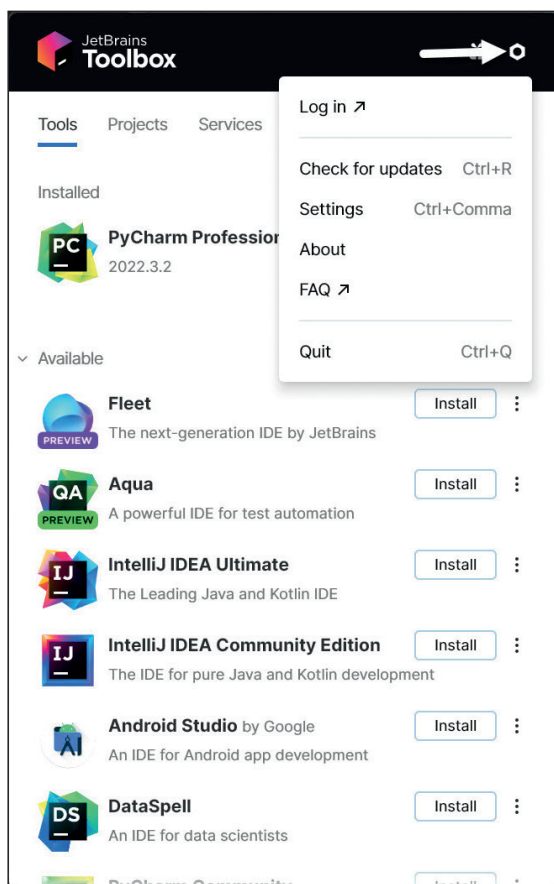 JetBrains
Toolbox
Log in ↗
Tools Projects Services
Check for updates Ctrl+R
Installed
Settings Ctrl+Comma
PC
PyCharm Profession
2022.3.2
About
FAQ ↗
Quit Ctrl+Q
Available
Fleet Install
PREVIEW
The next-generation IDE by JetBrains
QA
Aqua Install
PREVIEW
A powerful IDE for test automation
IJ
IntelliJ IDEA Ultimate Install
The Leading Java and Kotlin IDE
IJ
IntelliJ IDEA Community Edition Install
The IDE for pure Java and Kotlin development
Android Studio by Google Install
An IDE for Android app development
DS
DataSpell Install
An IDE for data scientists
PyCharm Community Install